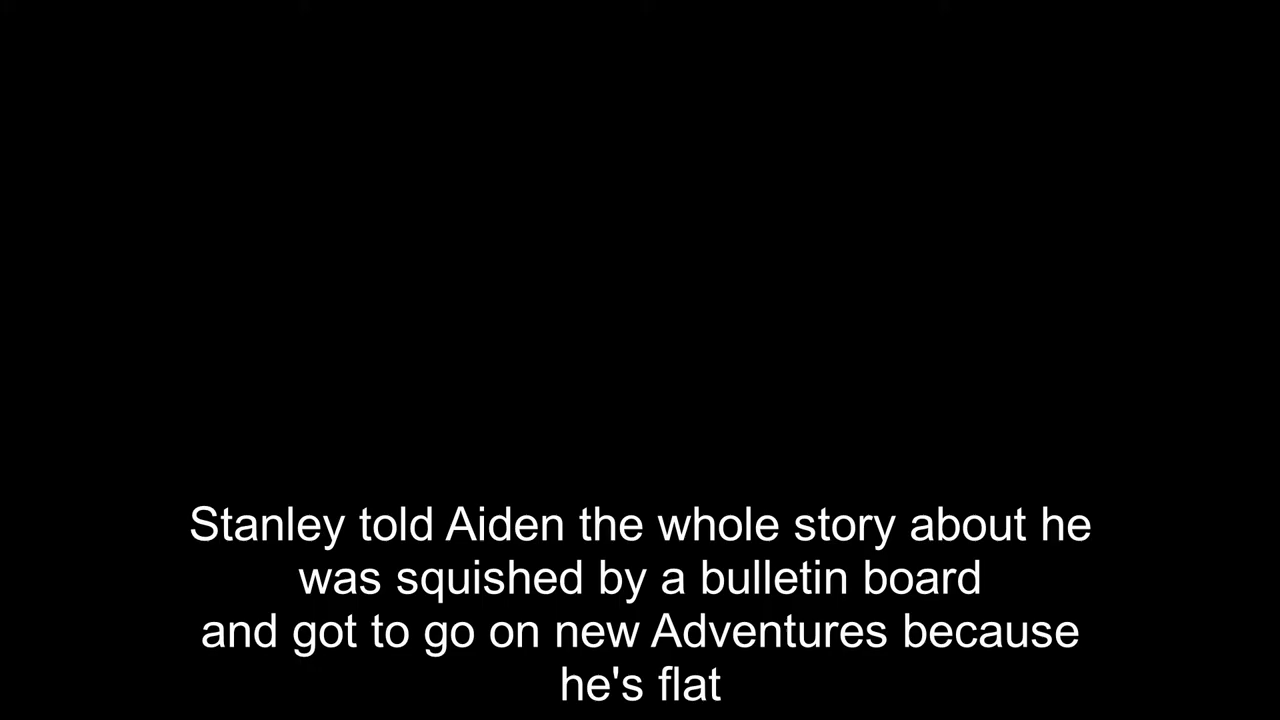 Stanley told Aiden the whole story about he
was squished by a bulletin board
and got to go on new Adventures because
he's flat